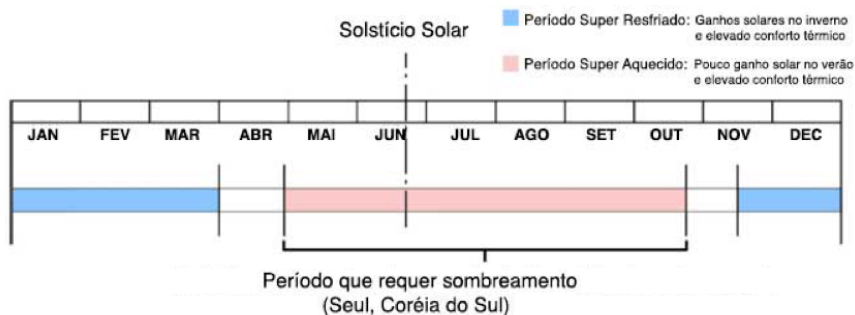 Solstício Solar
Período Super Resfriado: Ganhos solares no inverno
e elevado conforto térmico
Período Super Aquecido: Pouco ganho solar no verão
e elevado conforto térmico
JAN FEV MAR ABR MAI JUN JUL AGO SET OUT NOV DEC
Período que requer sombreamento
(Seul, Coréia do Sul)